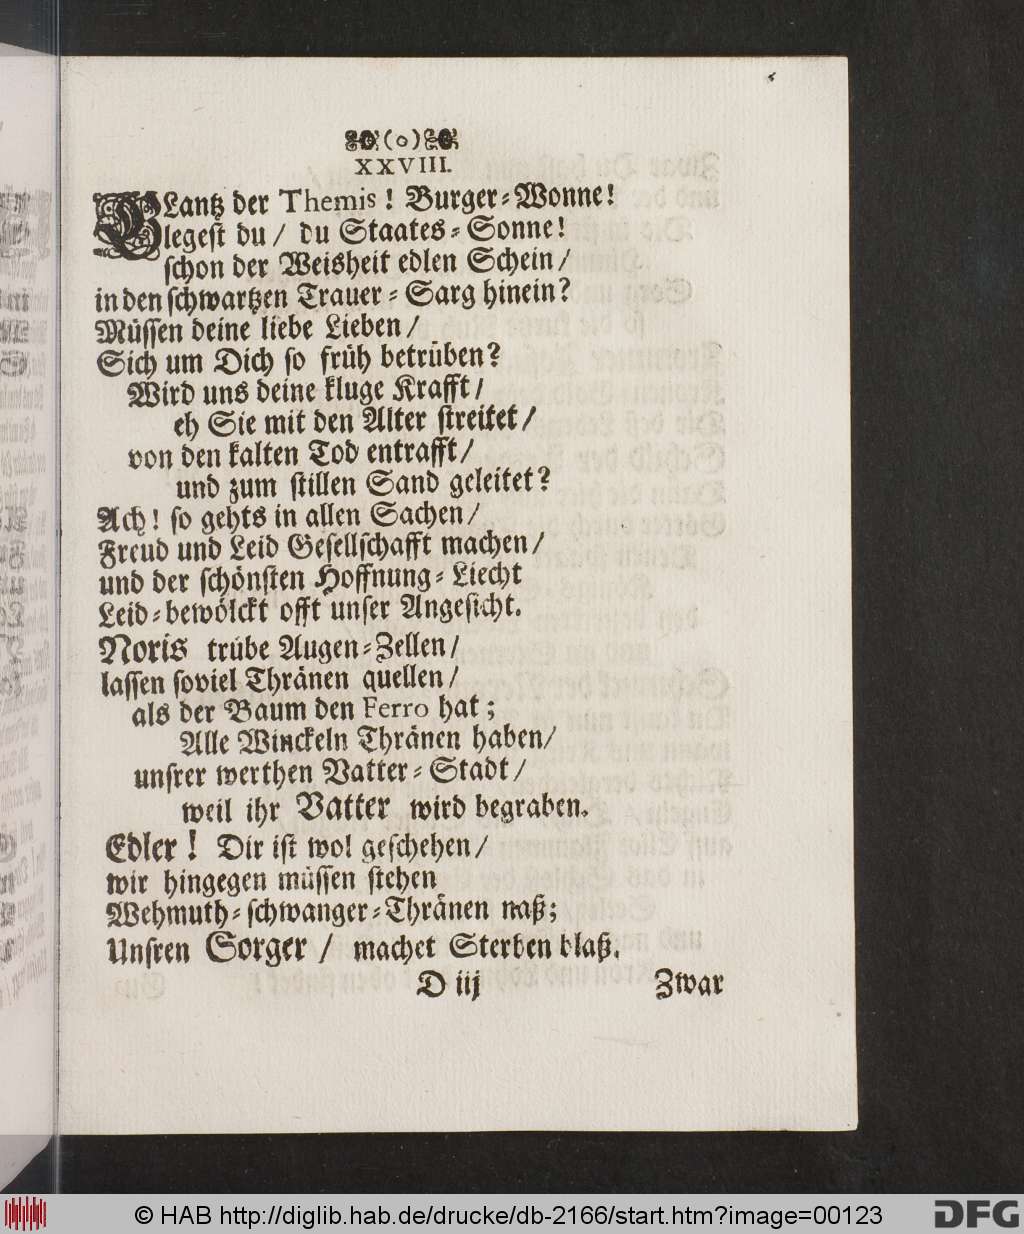 (o)
XXVIII.
GLantz der Themis! Burger-Wonne!
legest du/ du Staates-Sonne!
schon der Weisheit edlen Schein/
in den schwartzen Trauer-Sarg hinein?
Müssen deine liebe Lieben/
Sich um Dich so früh betrüben?
Wird uns deine kluge Krafft/
eh Sie mit den Alter streitet/
von den kalten Tod entrafft/
und zum stillen Sand geleitet?
Ach! so gehts in allen Sachen/
Freud und Leid Gesellschafft machen/
und der schönsten Hoffnung-Liecht
Leid-bewölckt offt unser Angesicht.
Noris trübe Augen-Zellen/
lassen soviel Thränen quellen/
als der Baum den Ferro hat;
Alle Winckeln Thränen haben/
unsrer werthen Vatter-Stadt/
weil ihr Vatter wird begraben.
Edler! Dir ist wol geschehen/
wir hingegen müssen stehen
Wehmuth-schwanger-Thränen naß;
Unsren Sorger/ machet Sterben blaß.
D iij Zwar
© HAB http://diglib.hab.de/drucke/db-2166/start.htm?image=00123
DFG